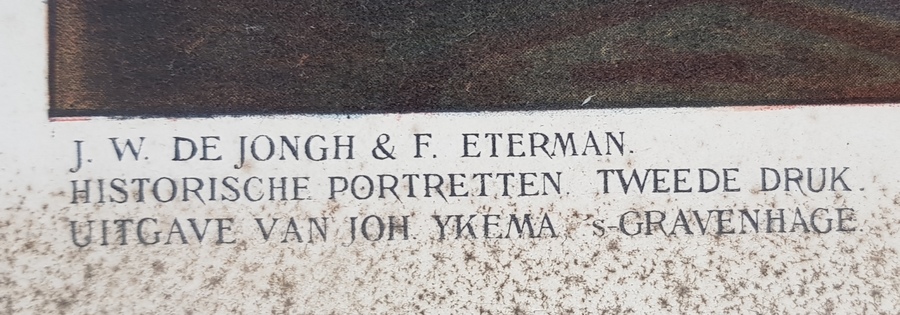 J. W. DE JONGH & F. ETERMAN.
HISTORISCHE PORTRETTEN. TWEEDE DRUK.
UITGAVE VAN JOH YKEMA s-GRAVENHAGE